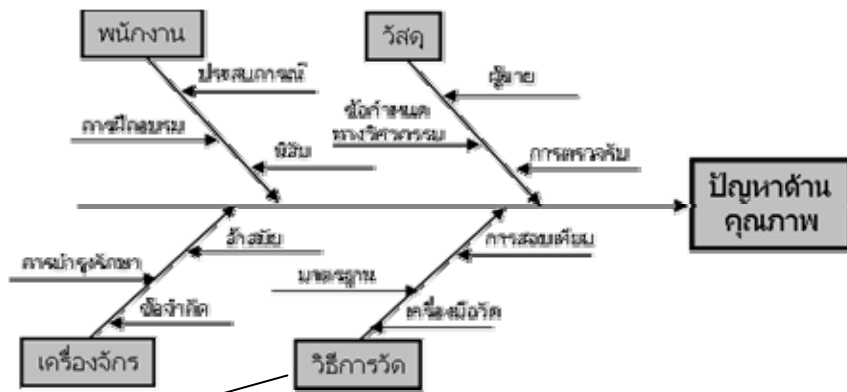 พนักงาน
วัสดุ
ประสบการณ์
ผู้ขาย
การฝึกอบรม
ข้อกำหนด
ทางวิศวกรรม
นิสัย
การตรวจรับ
ปัญหาด้าน
คุณภาพ
ล้าสมัย
การสอบเทียบ
การบำรุงรักษา
มาตรฐาน
ข้อจำกัด
เครื่องมือวัด
เครื่องจักร
วิธีการวัด